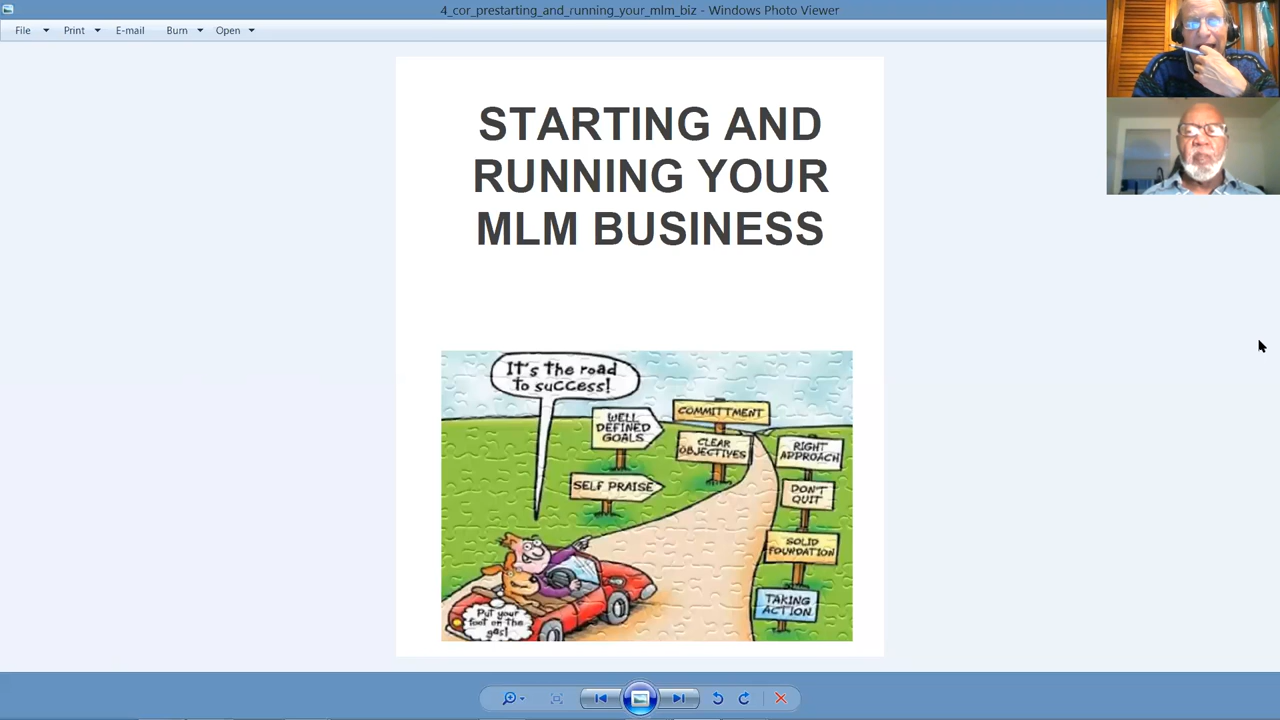 4_cor_prestarting_and_running_your_mlm_biz - Windows Photo Viewer
File Print E-mail Burn Open
STARTING AND
RUNNING YOUR
MLM BUSINESS
It's the road
to success!
WELL
DEFINED
GOALS
COMMITTMENT
CLEAR
OBJECTIVES
RIGHT
APPROACH
SELF PRAISE
DON'T
QUIT
SOLID
FOUNDATION
TAKING
ACTION
Put your
foot on the
gas!